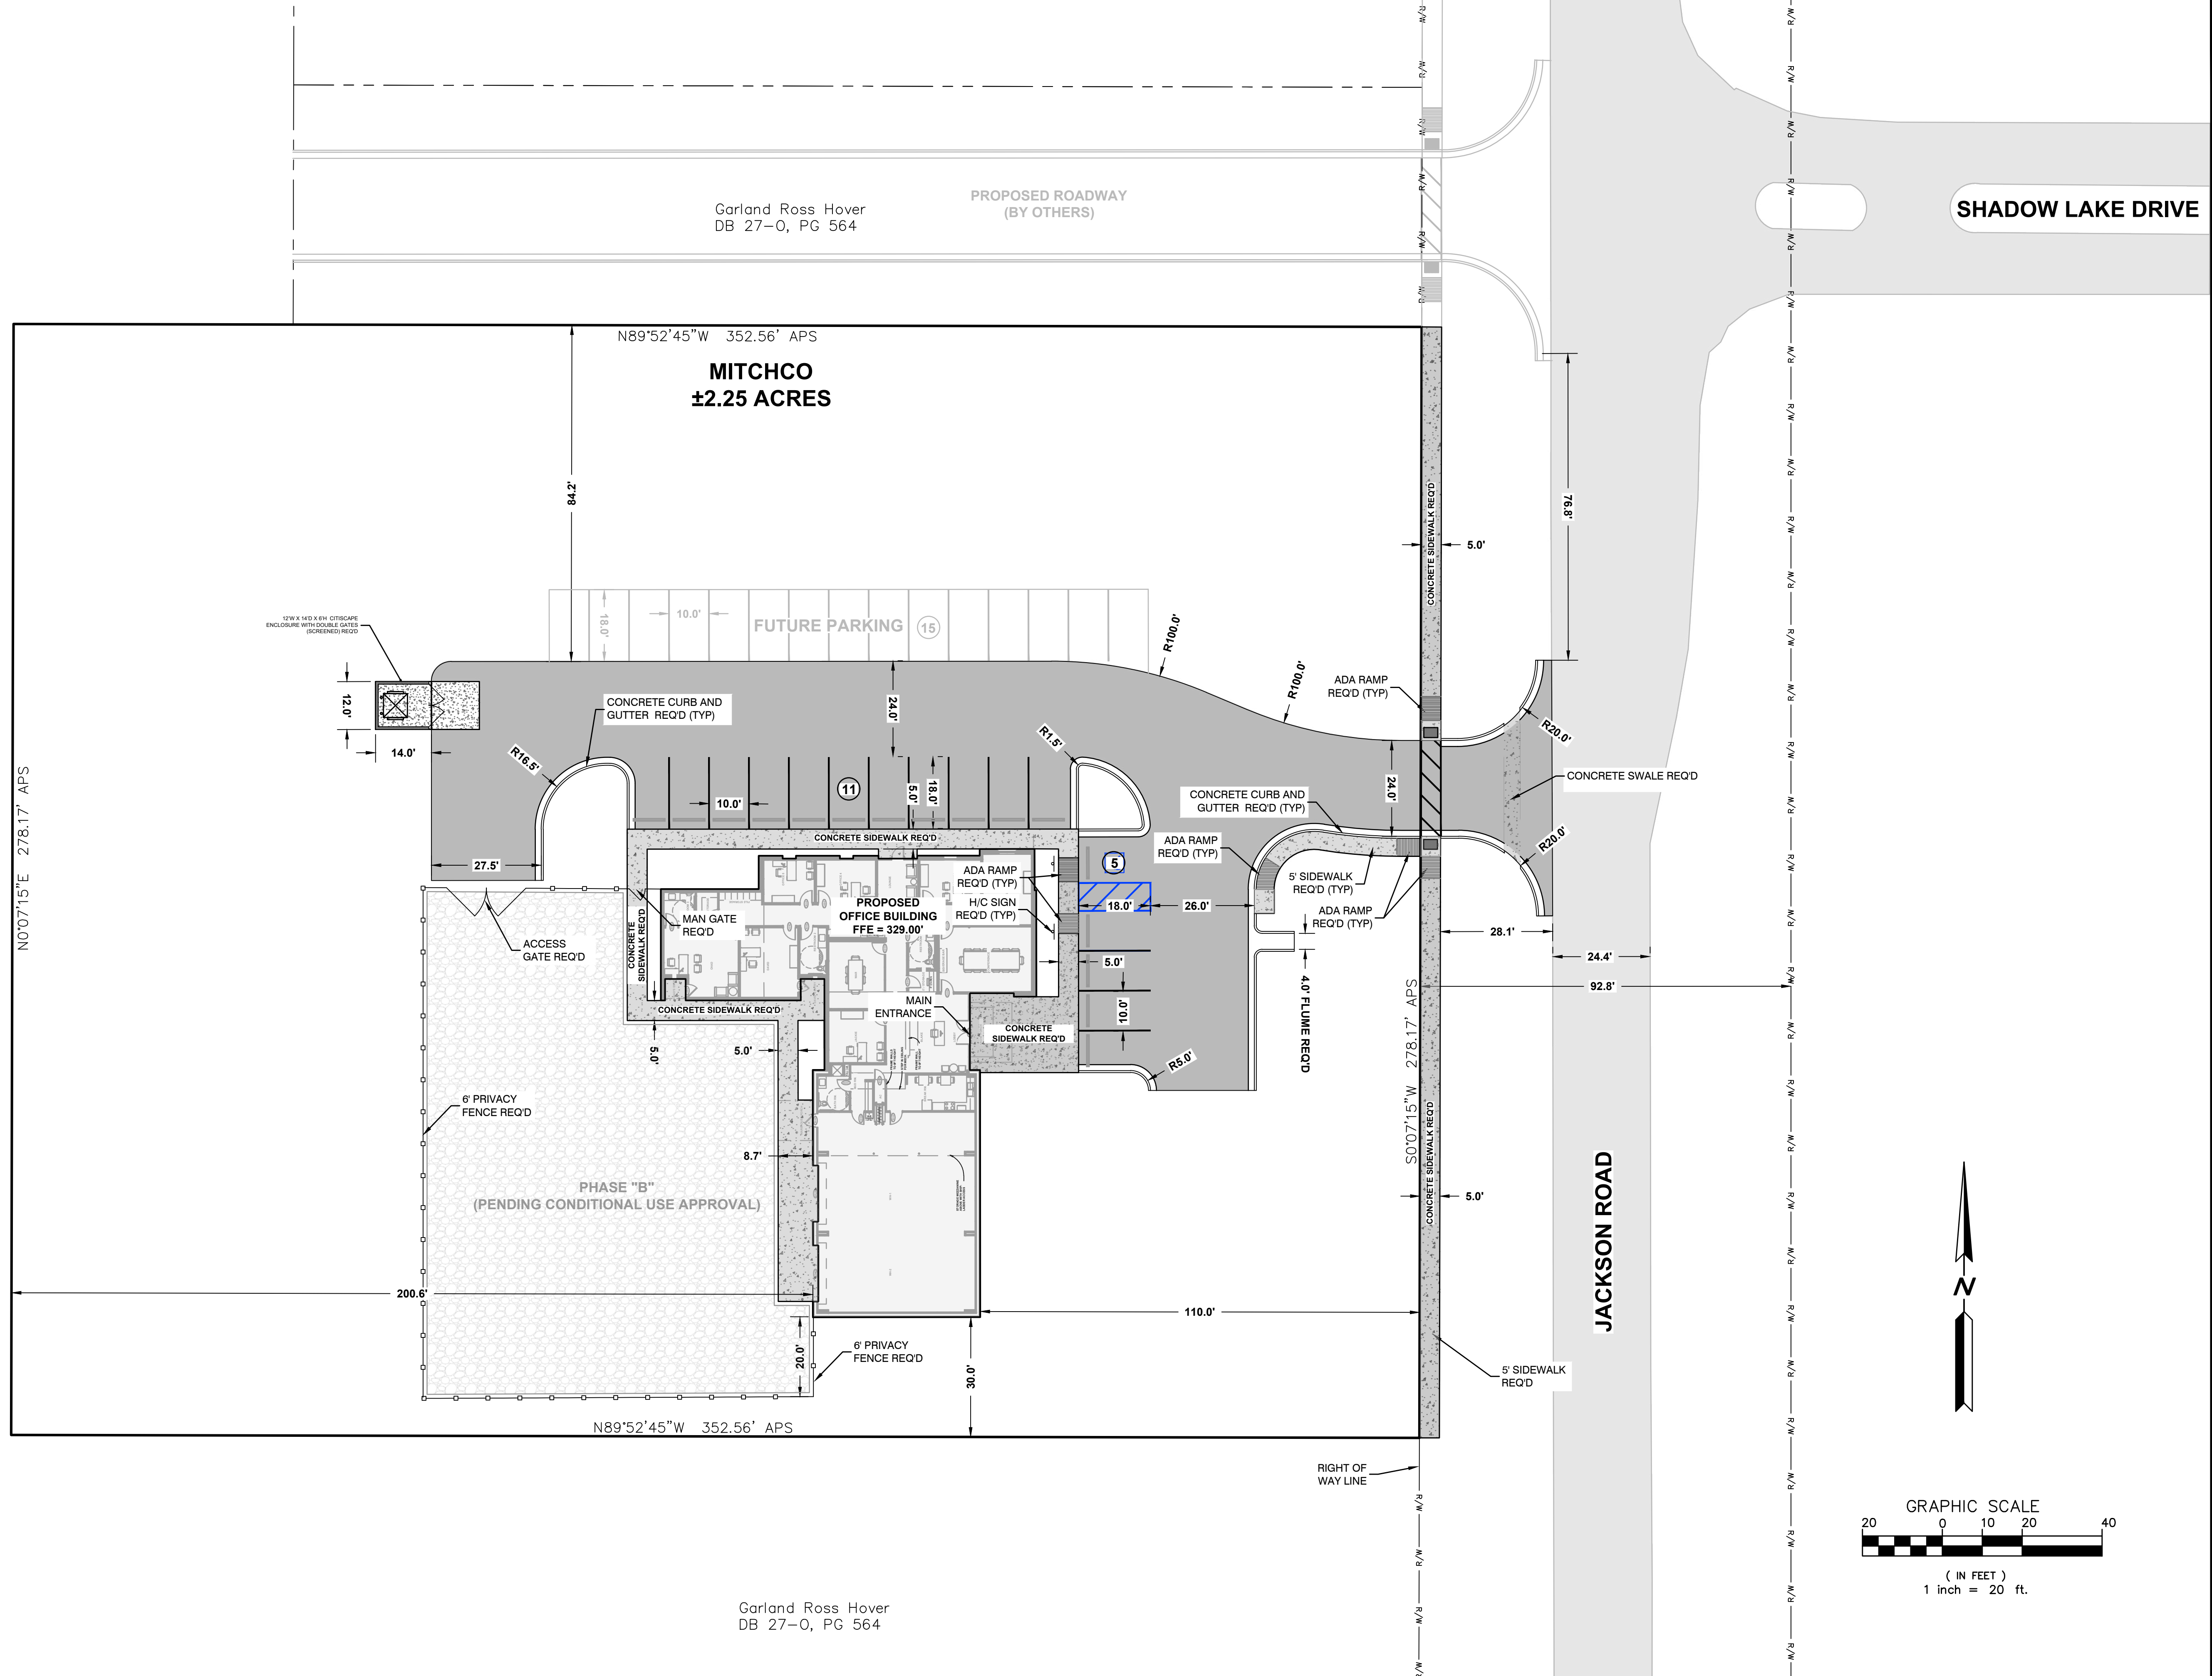 R/W
R/W
R/W
R/W
R/W
R/W
Garland Ross Hover
DB 27-O, PG 564
PROPOSED ROADWAY
(BY OTHERS)
SHADOW LAKE DRIVE
N89°52'45"W 352.56' APS
MITCHCO
±2.25 ACRES
84.2'
76.8'
CONCRETE SIDEWALK REQ'D
5.0'
12'W X 14'D X 6'H CITISCAPE
ENCLOSURE WITH DOUBLE GATES
(SCREENED) REQ'D
18.0'
10.0'
FUTURE PARKING 15
R100.0'
R100.0'
12.0'
14.0'
CONCRETE CURB AND
GUTTER REQ'D (TYP)
R16.5'
24.0'
R1.5'
ADA RAMP
REQ'D (TYP)
R20.0'
CONCRETE SWALE REQ'D
24.0'
R20.0'
N0°07'15"E 278.17' APS
10.0'
11
5.0'
18.0'
CONCRETE CURB AND
GUTTER REQ'D (TYP)
CONCRETE SIDEWALK REQ'D
ADA RAMP
REQ'D (TYP)
5
27.5'
ADA RAMP
REQ'D (TYP)
5' SIDEWALK
REQ'D (TYP)
PROPOSED
OFFICE BUILDING
FFE = 329.00'
H/C SIGN
REQ'D (TYP)
18.0'
26.0'
ADA RAMP
REQ'D (TYP)
MAN GATE
REQ'D
CONCRETE
SIDEWALK REQ'D
ACCESS
GATE REQ'D
28.1'
24.4'
92.8'
5.0'
10.0'
4.0' FLUME REQ'D
MAIN
ENTRANCE
CONCRETE SIDEWALK REQ'D
CONCRETE
SIDEWALK REQ'D
5.0'
5.0'
R5.0'
S0°07'15"W 278.17' APS
6' PRIVACY
FENCE REQ'D
8.7'
PHASE "B"
(PENDING CONDITIONAL USE APPROVAL)
CONCRETE SIDEWALK REQ'D
5.0'
JACKSON ROAD
200.6'
110.0'
20.0'
6' PRIVACY
FENCE REQ'D
30.0'
5' SIDEWALK
REQ'D
N
N89°52'45"W 352.56' APS
RIGHT OF
WAY LINE
R/W
R/W
R/W
R/W
GRAPHIC SCALE
20 0 10 20 40
( IN FEET )
1 inch = 20 ft.
Garland Ross Hover
DB 27-O, PG 564